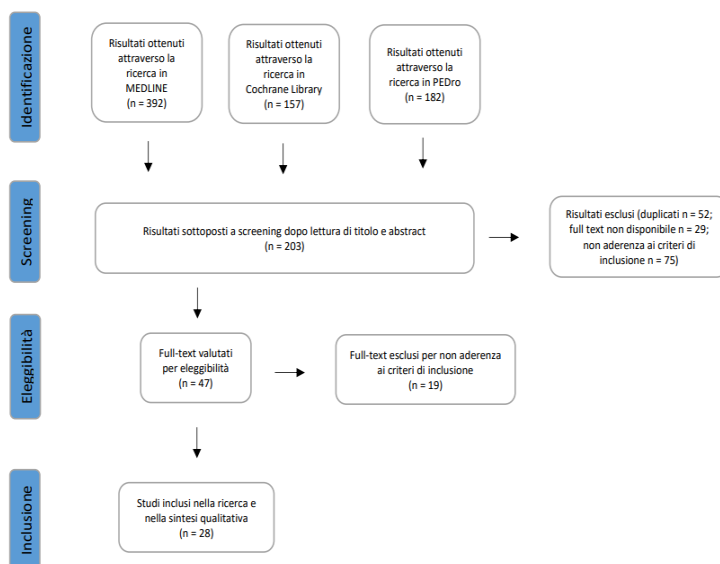 Identificazione
Risultati ottenuti
attraverso la
ricerca in
MEDLINE
(n = 392)
Risultati ottenuti
attraverso la
ricerca in
Cochrane Library
(n = 157)
Risultati ottenuti
attraverso la
ricerca in PEDro
(n = 182)
Screening
Risultati sottoposti a screening dopo lettura di titolo e abstract
(n = 203)
Risultati esclusi (duplicati n = 52;
full text non disponibile n = 29;
non aderenza ai criteri di
inclusione n = 75)
Eleggibilità
Full-text valutati
per eleggibilità
(n = 47)
Full-text esclusi per non aderenza
ai criteri di inclusione
(n = 19)
Inclusione
Studi inclusi nella ricerca e
nella sintesi qualitativa
(n = 28)